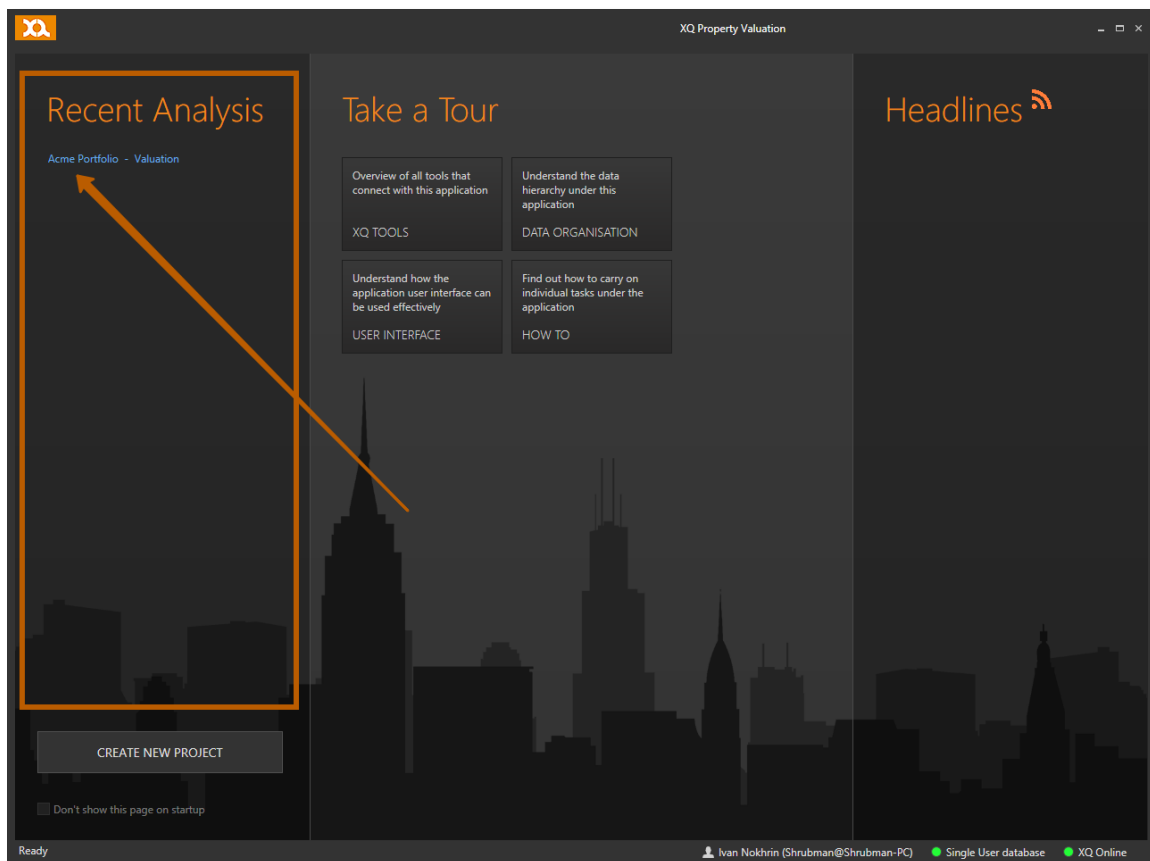 XQ
XQ Property Valuation
Recent Analysis
Acme Portfolio - Valuation
CREATE NEW PROJECT
Don't show this page on startup
Take a Tour
Overview of all tools that
connect with this application
XQ TOOLS
Understand the data
hierarchy under this
application
DATA ORGANISATION
Understand how the
application user interface can
be used effectively
USER INTERFACE
Find out how to carry on
individual tasks under the
application
HOW TO
Headlines
Ready
Ivan Nokhrin (Shrubman@Shrubman-PC)
Single User database
XQ Online